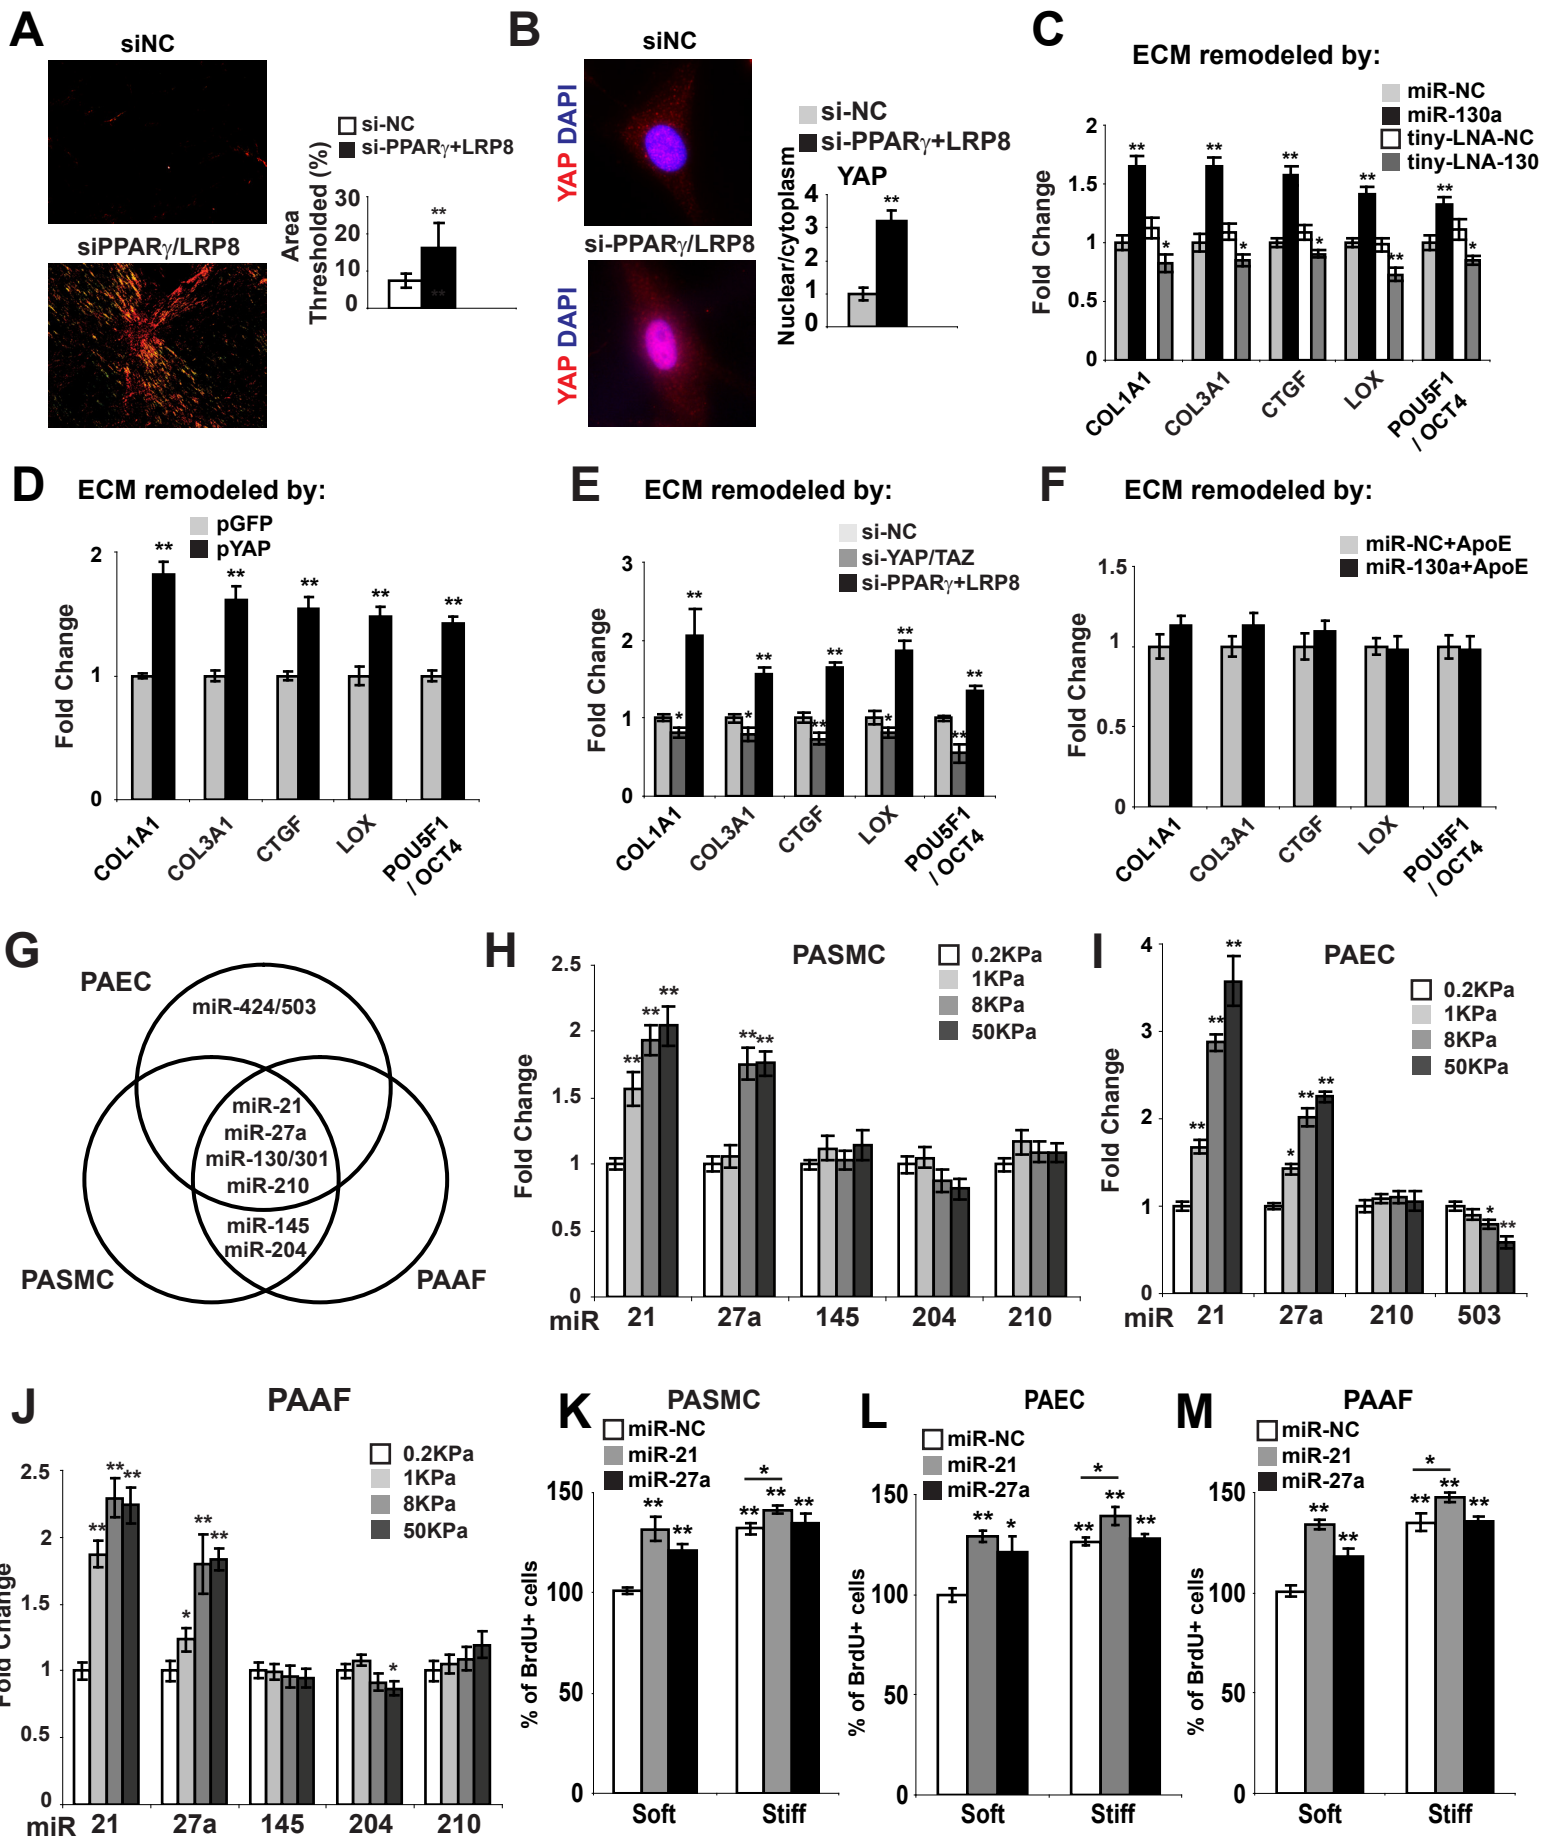 A
siNC
siPPARγ/LRP8
si-NC
si-PPARγ+LRP8
Area
Thresholded (%)
30
20
10
0
**
**
B
siNC
YAP DAPI
si-PPARγ/LRP8
YAP DAPI
si-NC
si-PPARγ+LRP8
YAP
Nuclear/cytoplasm
4
3
2
1
0
**
C
ECM remodeled by:
miR-NC
miR-130a
tiny-LNA-NC
tiny-LNA-130
Fold Change
2
1.5
1
0.5
0
** ** ** ** **
* * * ** *
COL1A1
COL3A1
CTGF
LOX
POU5F1
/ OCT4
D
ECM remodeled by:
pGFP
pYAP
Fold Change
2
1
0
** ** ** ** **
COL1A1
COL3A1
CTGF
LOX
POU5F1
/ OCT4
E
ECM remodeled by:
si-NC
si-YAP/TAZ
si-PPARγ+LRP8
Fold Change
3
2
1
0
** ** ** ** **
* * ** * **
COL1A1
COL3A1
CTGF
LOX
POU5F1
/ OCT4
F
ECM remodeled by:
miR-NC+ApoE
miR-130a+ApoE
Fold Change
1.5
1
0.5
0
COL1A1
COL3A1
CTGF
LOX
POU5F1
/ OCT4
G
PAEC
miR-424/503
miR-21
miR-27a
miR-130/301
miR-210
miR-145
miR-204
PASMC
PAAF
H
PASMC
0.2KPa
1KPa
8KPa
50KPa
Fold Change
2.5
2
1.5
1
0.5
0
** ** ** ** **
miR 21 27a 145 204 210
I
PAEC
0.2KPa
1KPa
8KPa
50KPa
Fold Change
4
3
2
1
0
** ** ** * ** ** * **
miR 21 27a 210 503
J
PAAF
0.2KPa
1KPa
8KPa
50KPa
Fold Change
2.5
2
1.5
1
0.5
0
** ** ** * ** ** *
miR 21 27a 145 204 210
K
PASMC
miR-NC
miR-21
miR-27a
% of BrdU+ cells
150
100
50
0
*
** ** ** ** **
Soft Stiff
L
PAEC
miR-NC
miR-21
miR-27a
% of BrdU+ cells
150
100
50
0
*
** * ** ** **
Soft Stiff
M
PAAF
miR-NC
miR-21
miR-27a
% of BrdU+ cells
150
100
50
0
*
** ** ** ** **
Soft Stiff